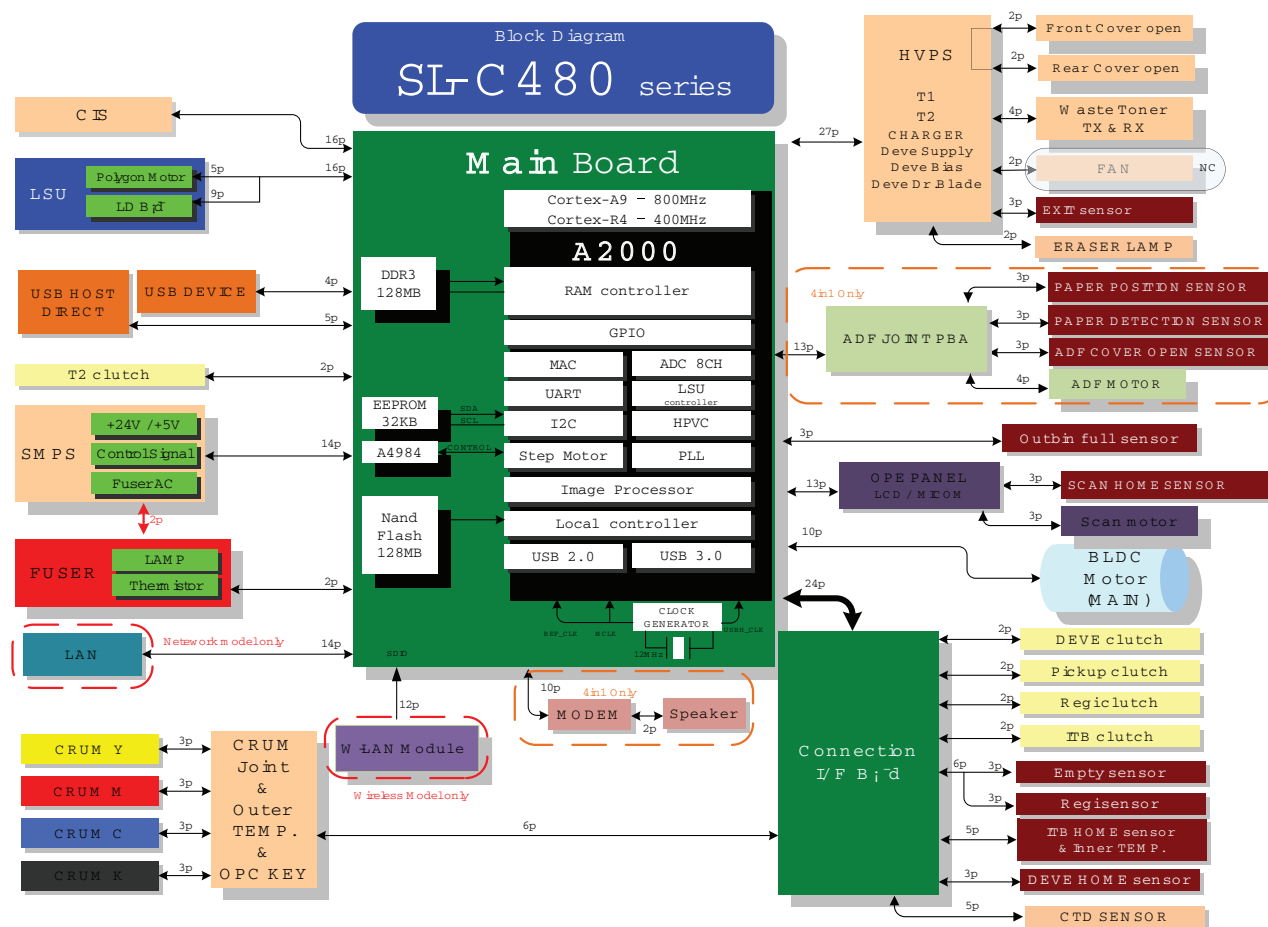 Block Diagram
SL-C480 series
CIS
16p
LSU
Polygon Motor
5p
16p
LD B¡¯d
9p
USB HOST
DIRECT
USB DEVICE
4p
5p
T2 clutch
2p
SMPS
+24V /+5V
Control Signal
Fuser AC
14p
2p
FUSER
LAMP
Thermistor
2p
LAN
Netework model only
14p
CRUM Y
3p
CRUM M
3p
CRUM C
3p
CRUM K
3p
CRUM
Joint
&
Outer
TEMP.
&
OPC KEY
6p
W-LAN Module
Wireless Model only
12p
Main Board
Cortex-A9 - 800MHz
Cortex-R4 - 400MHz
A2000
DDR3
128MB
RAM controller
GPIO
MAC
ADC 8CH
UART
LSU
controller
EEPROM
32KB
SDA
SCL
I2C
HPVC
A4984
CONTROL
Step Motor
PLL
Image Processor
Nand
Flash
128MB
Local controller
USB 2.0
USB 3.0
CLOCK
GENERATOR
REF_CLK
MCLK
USBH_CLK
12MHz
SDIO
10p
4in1 Only
MODEM
2p
Speaker
27p
HVPS
T1
T2
CHARGER
Deve Supply
Deve Bias
Deve Dr.Blade
2p
Front Cover open
2p
Rear Cover open
4p
Waste Toner
TX & RX
2p
FAN
NC
3p
EXIT sensor
2p
ERASER LAMP
4in1 Only
13p
ADF JOINT PBA
3p
PAPER POSITION SENSOR
3p
PAPER DETECTION SENSOR
3p
ADF COVER OPEN SENSOR
4p
ADF MOTOR
3p
Outbin full sensor
13p
OPE PANEL
LCD / MICOM
3p
SCAN HOME SENSOR
3p
Scan motor
10p
BLDC
Motor
(MAIN)
24p
Connection
I/F B¡¯d
2p
DEVE clutch
2p
Pickup clutch
2p
Regi clutch
2p
ITB clutch
6p
3p
Empty sensor
3p
Regi sensor
5p
ITB HOME sensor
& Inner TEMP.
3p
DEVE HOME sensor
5p
CTD SENSOR